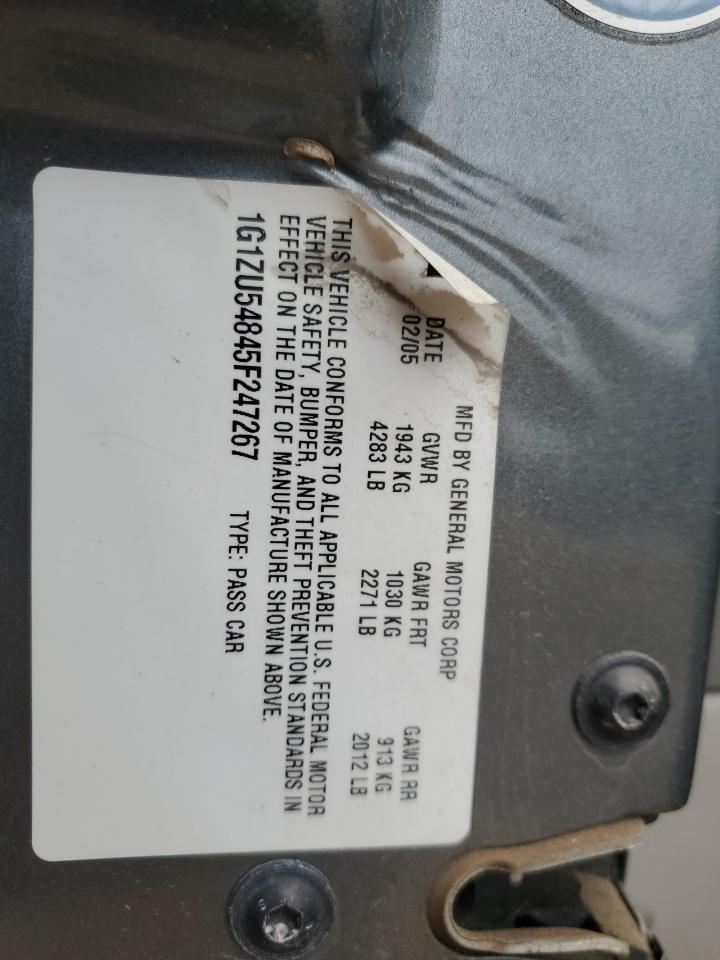 MFD BY GENERAL MOTORS CORP
DATE GVWR GAWR FRT GAWR RR
02/05 1943 KG 1030 KG 913 KG
4283 LB 2271 LB 2012 LB
THIS VEHICLE CONFORMS TO ALL APPLICABLE U.S. FEDERAL MOTOR
VEHICLE SAFETY, BUMPER, AND THEFT PREVENTION STANDARDS IN
EFFECT ON THE DATE OF MANUFACTURE SHOWN ABOVE.
1G1ZU54845F247267 TYPE: PASS CAR